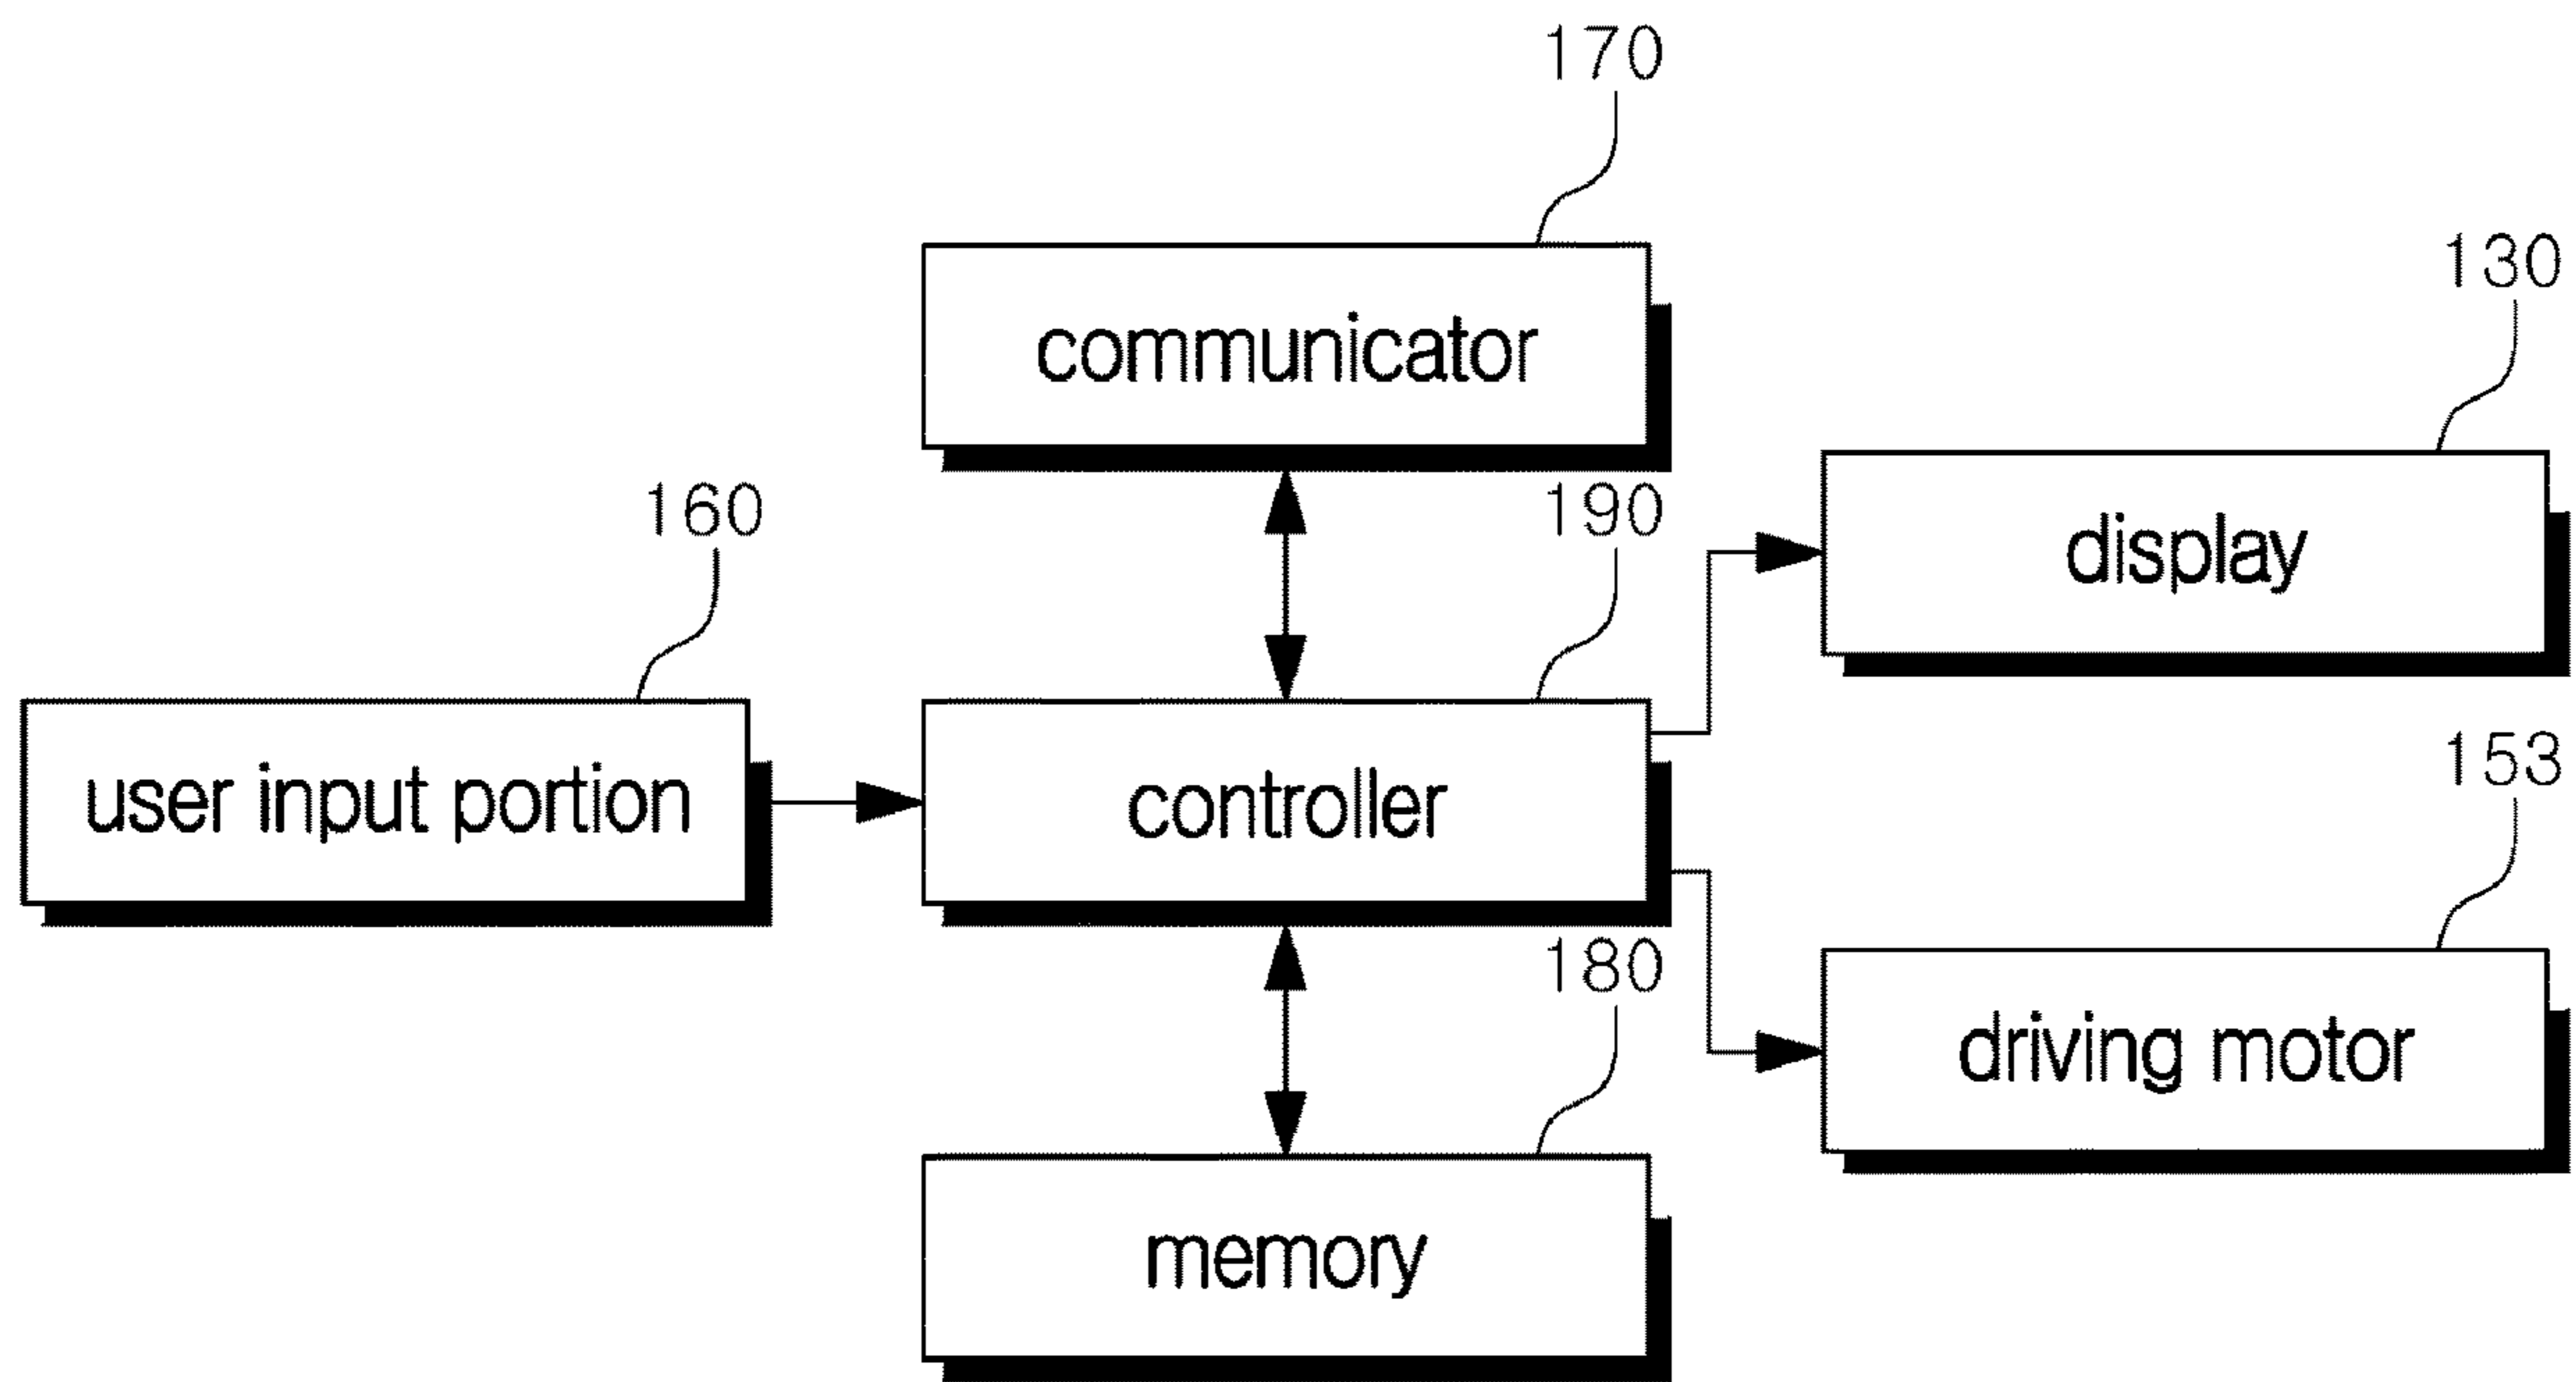 170
communicator
130
display
160
user input portion
190
controller
153
driving motor
180
memory